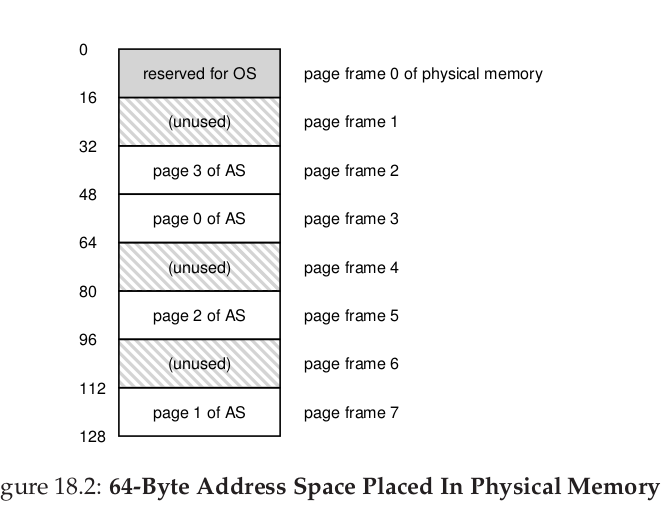 0
reserved for OS page frame 0 of physical memory
16
(unused) page frame 1
32
page 3 of AS page frame 2
48
page 0 of AS page frame 3
64
(unused) page frame 4
80
page 2 of AS page frame 5
96
(unused) page frame 6
112
page 1 of AS page frame 7
128
gure 18.2: 64-Byte Address Space Placed In Physical Memory